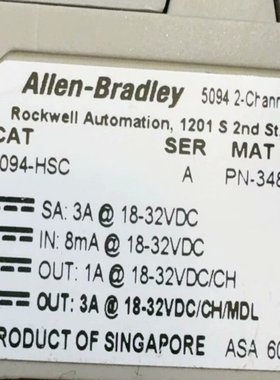 Allen-Bradley 5094 2-Chann
Rockwell Automation, 1201 S 2nd St
CAT SER MAT
094-HSC A PN-348
SA: 3A @ 18-32VDC
IN: 8mA @ 18-32VDC
OUT: 1A @ 18-32VDC/CH
OUT: 3A @ 18-32VDC/CH/MDL
PRODUCT OF SINGAPORE ASA 60